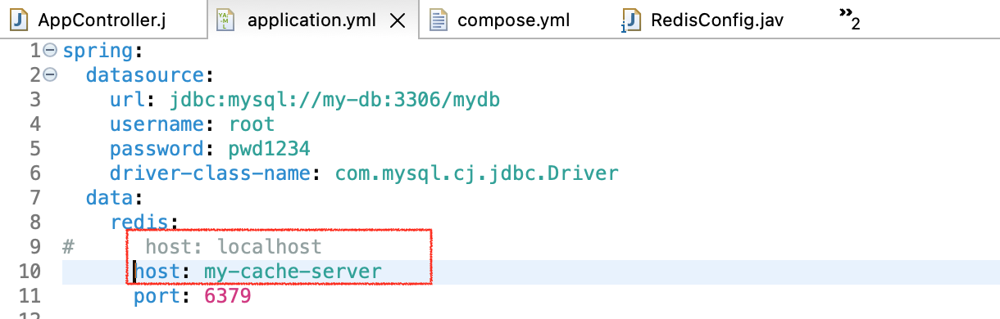 AppController.j application.yml compose.yml RedisConfig.jav »2
1 spring:
2 datasource:
3 url: jdbc:mysql://my-db:3306/mydb
4 username: root
5 password: pwd1234
6 driver-class-name: com.mysql.cj.jdbc.Driver
7 data:
8 redis:
9 # host: localhost
10 host: my-cache-server
11 port: 6379
12